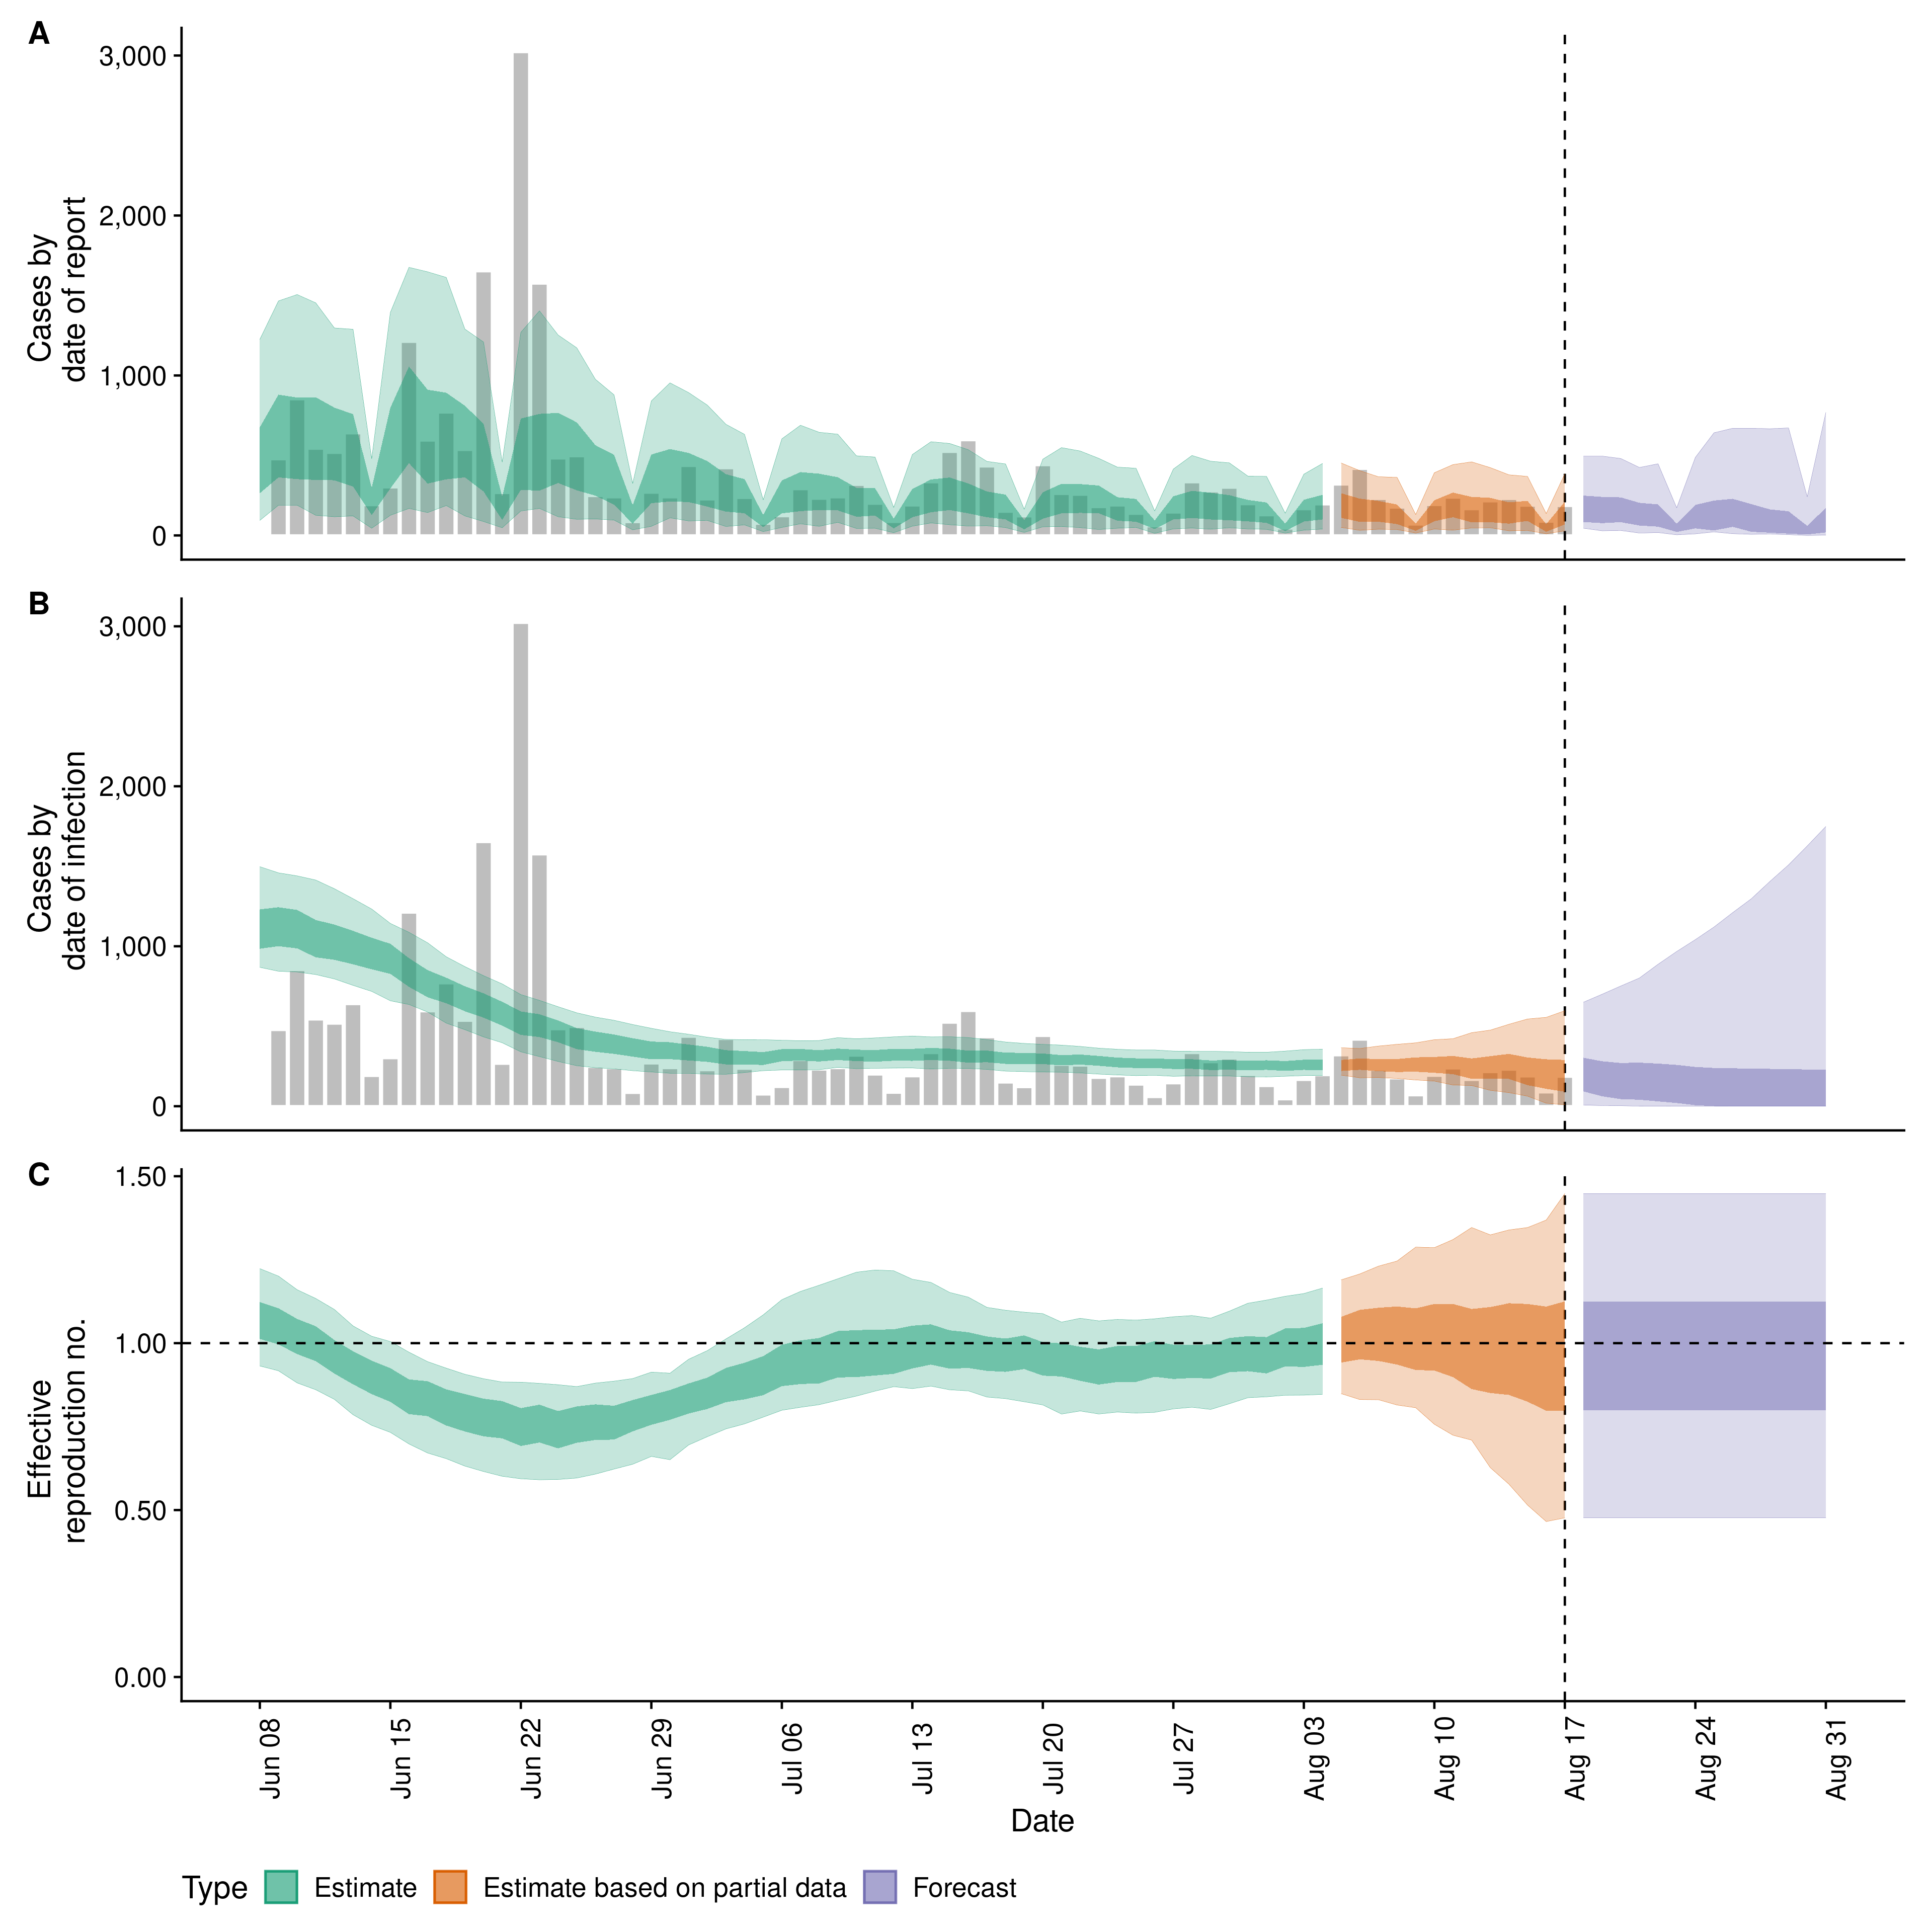 A
3,000
2,000
1,000
0
Cases by
date of report
B
3,000
2,000
1,000
0
Cases by
date of infection
C
1.50
1.00
0.50
0.00
Effective
reproduction no.
Jun 08
Jun 15
Jun 22
Jun 29
Jul 06
Jul 13
Jul 20
Jul 27
Aug 03
Aug 10
Aug 17
Aug 24
Aug 31
Date
Type Estimate Estimate based on partial data Forecast